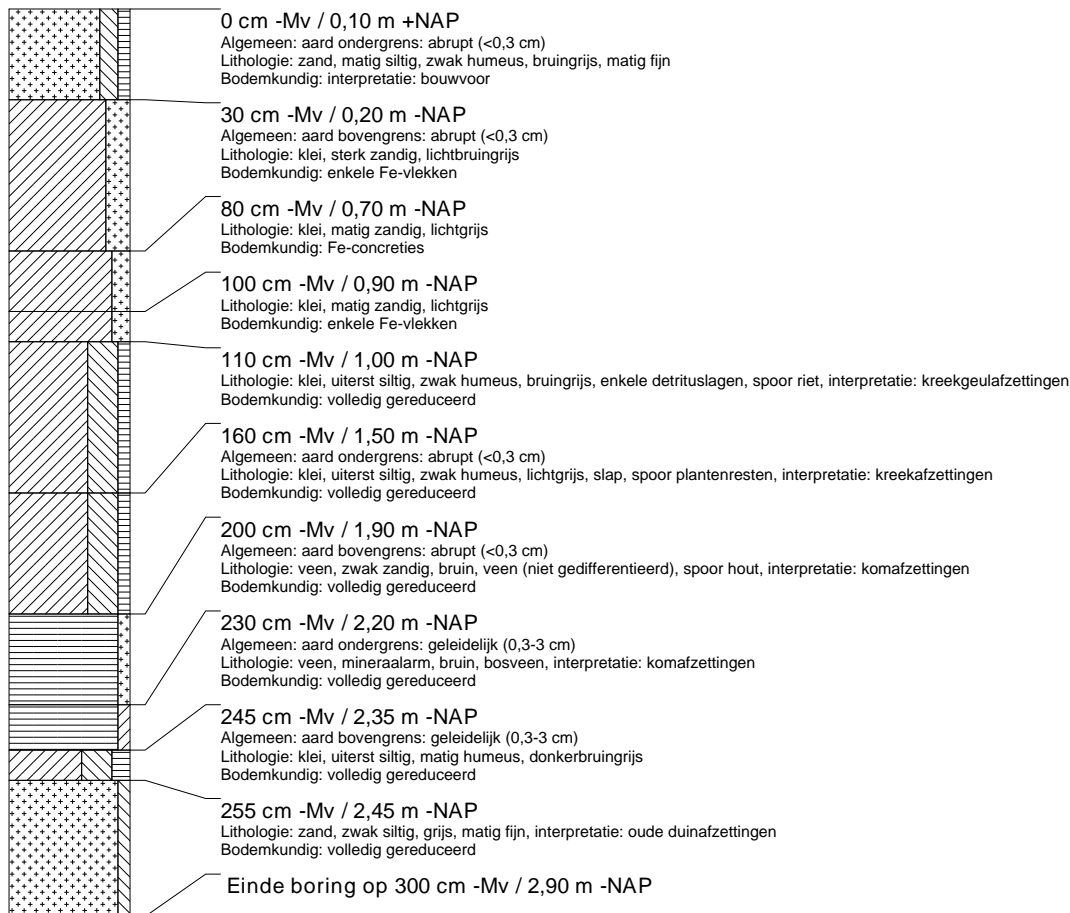 0 cm -Mv / 0,10 m +NAP
Algemeen: aard ondergrens: abrupt (<0,3 cm)
Lithologie: zand, matig siltig, zwak humeus, bruingrijs, matig fijn
Bodemkundig: interpretatie: bouwvoor
30 cm -Mv / 0,20 m -NAP
Algemeen: aard bovengrens: abrupt (<0,3 cm)
Lithologie: klei, sterk zandig, lichtbruingrijs
Bodemkundig: enkele Fe-vlekken
80 cm -Mv / 0,70 m -NAP
Lithologie: klei, matig zandig, lichtgrijs
Bodemkundig: Fe-concreties
100 cm -Mv / 0,90 m -NAP
Lithologie: klei, matig zandig, lichtgrijs
Bodemkundig: enkele Fe-vlekken
110 cm -Mv / 1,00 m -NAP
Lithologie: klei, uiterst siltig, zwak humeus, bruingrijs, enkele detrituslagen, spoor riet, interpretatie: kreekgeulafzettingen
Bodemkundig: volledig gereduceerd
160 cm -Mv / 1,50 m -NAP
Algemeen: aard ondergrens: abrupt (<0,3 cm)
Lithologie: klei, uiterst siltig, zwak humeus, lichtgrijs, slap, spoor plantenresten, interpretatie: kreekafzettingen
Bodemkundig: volledig gereduceerd
200 cm -Mv / 1,90 m -NAP
Algemeen: aard bovengrens: abrupt (<0,3 cm)
Lithologie: veen, zwak zandig, bruin, veen (niet gedifferentieerd), spoor hout, interpretatie: komafzettingen
Bodemkundig: volledig gereduceerd
230 cm -Mv / 2,20 m -NAP
Algemeen: aard ondergrens: geleidelijk (0,3-3 cm)
Lithologie: veen, mineraalarm, bruin, bosveen, interpretatie: komafzettingen
Bodemkundig: volledig gereduceerd
245 cm -Mv / 2,35 m -NAP
Algemeen: aard bovengrens: geleidelijk (0,3-3 cm)
Lithologie: klei, uiterst siltig, matig humeus, donkerbruingrijs
Bodemkundig: volledig gereduceerd
255 cm -Mv / 2,45 m -NAP
Lithologie: zand, zwak siltig, grijs, matig fijn, interpretatie: oude duinafzettingen
Bodemkundig: volledig gereduceerd
Einde boring op 300 cm -Mv / 2,90 m -NAP